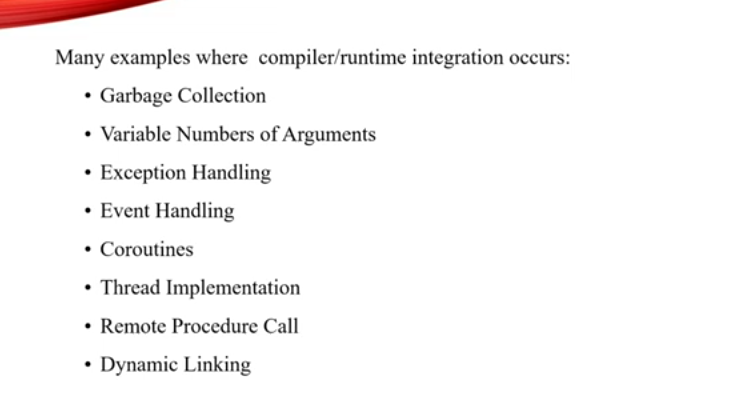 Many examples where compiler/runtime integration occurs:
• Garbage Collection
• Variable Numbers of Arguments
• Exception Handling
• Event Handling
• Coroutines
• Thread Implementation
• Remote Procedure Call
• Dynamic Linking